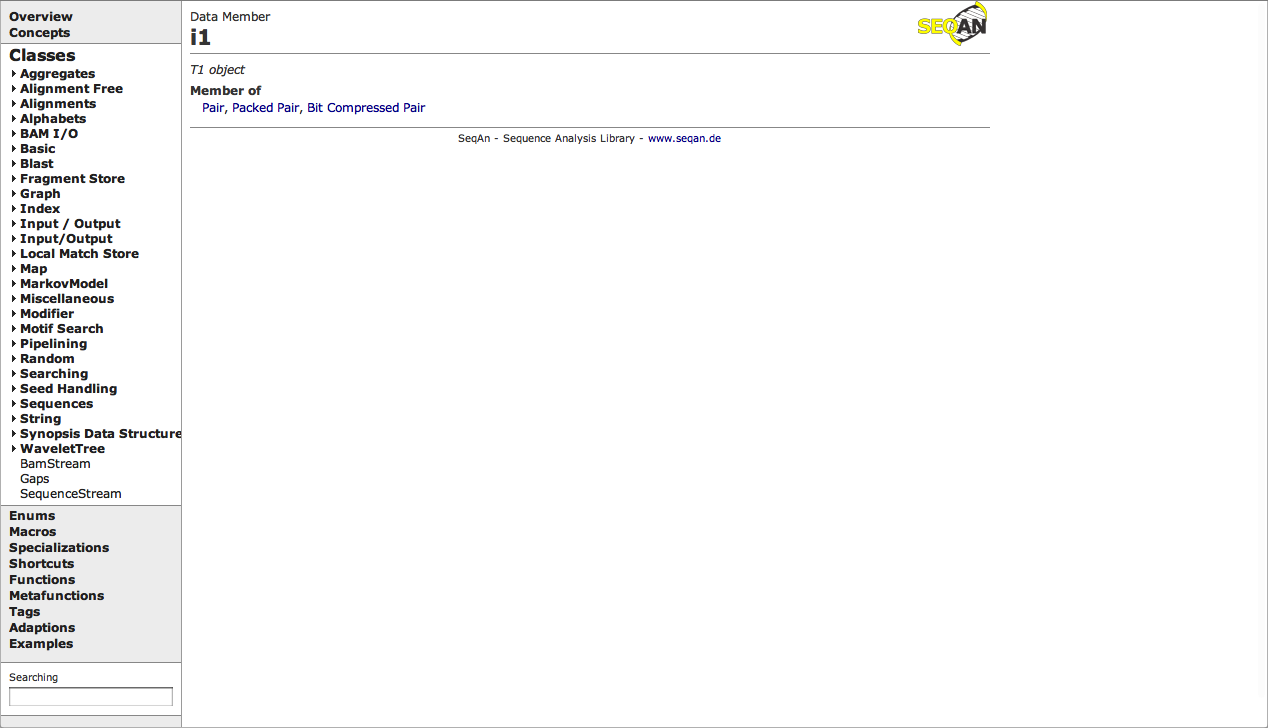 Overview
Concepts
Classes
Aggregates
Alignment Free
Alignments
Alphabets
BAM I/O
Basic
Blast
Fragment Store
Graph
Index
Input / Output
Input/Output
Local Match Store
Map
MarkovModel
Miscellaneous
Modifier
Motif Search
Pipelining
Random
Searching
Seed Handling
Sequences
String
Synopsis Data Structure
WaveletTree
BamStream
Gaps
SequenceStream
Enums
Macros
Specializations
Shortcuts
Functions
Metafunctions
Tags
Adaptions
Examples
Searching
Data Member
i1
SEQAN
T1 object
Member of
Pair, Packed Pair, Bit Compressed Pair
SeqAn - Sequence Analysis Library - www.seqan.de